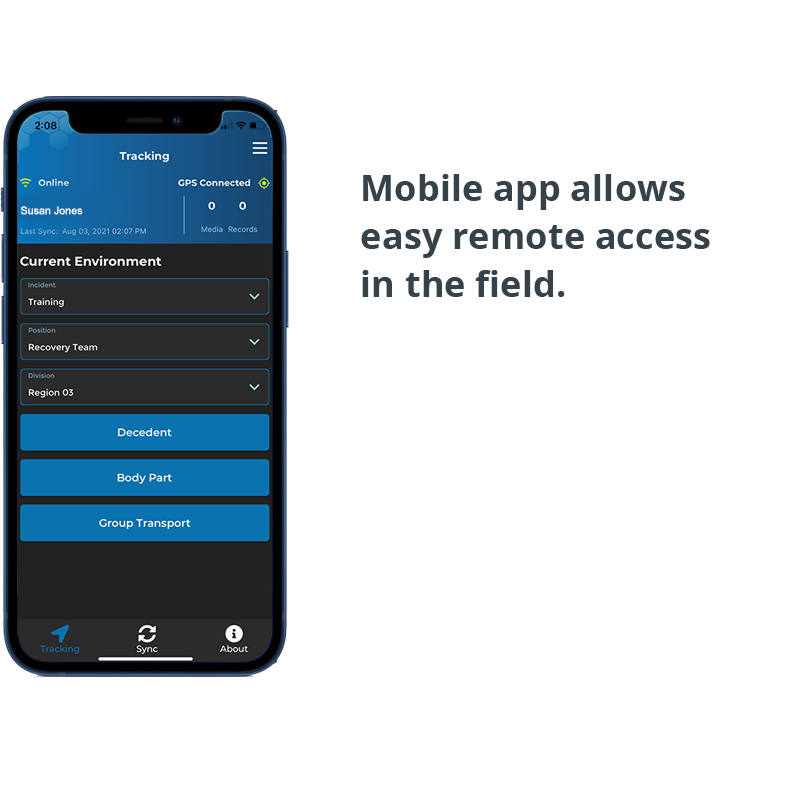 2:08
Tracking
Online
GPS Connected
Susan Jones
0 0
Last Sync: Aug 03, 2021 02:07 PM
Media Records
Current Environment
Incident
Training
Position
Recovery Team
Division
Region 03
Decedent
Body Part
Group Transport
Tracking Sync About
Mobile app allows
easy remote access
in the field.